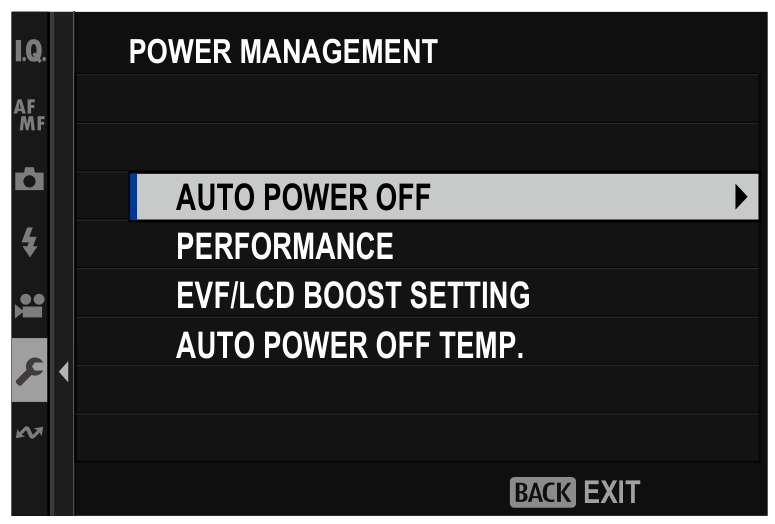 I.Q.
POWER MANAGEMENT
AF
MF
AUTO POWER OFF
PERFORMANCE
EVF/LCD BOOST SETTING
AUTO POWER OFF TEMP.
BACK EXIT